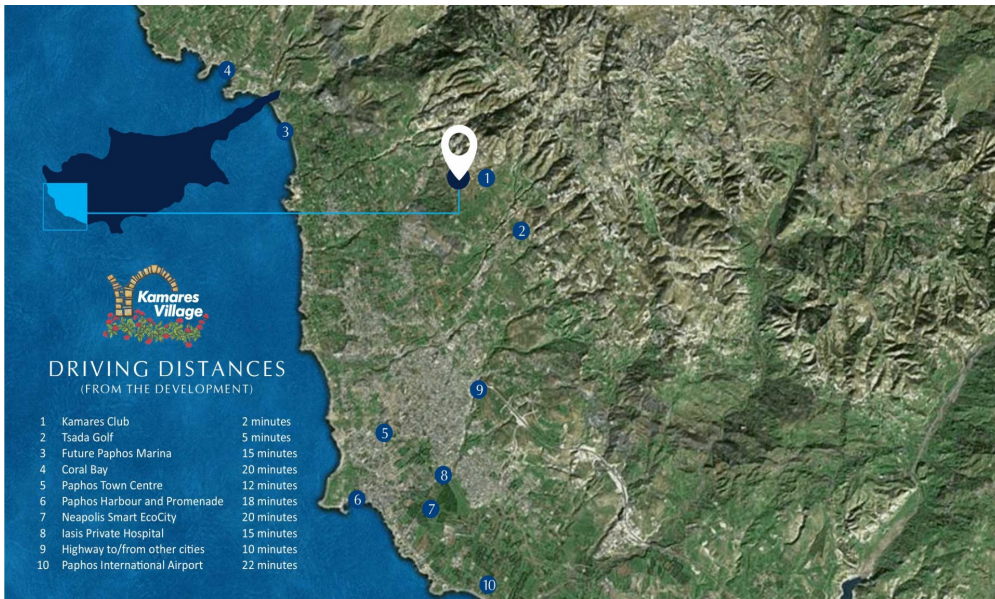 4
3
1
2
Kamares
Village
DRIVING DISTANCES
(FROM THE DEVELOPMENT)
1 Kamares Club 2 minutes
2 Tsada Golf 5 minutes
3 Future Paphos Marina 15 minutes
4 Coral Bay 20 minutes
5 Paphos Town Centre 12 minutes
6 Paphos Harbour and Promenade 18 minutes
7 Neapolis Smart EcoCity 20 minutes
8 Iasis Private Hospital 15 minutes
9 Highway to/from other cities 10 minutes
10 Paphos International Airport 22 minutes
9
5
8
6
7
10